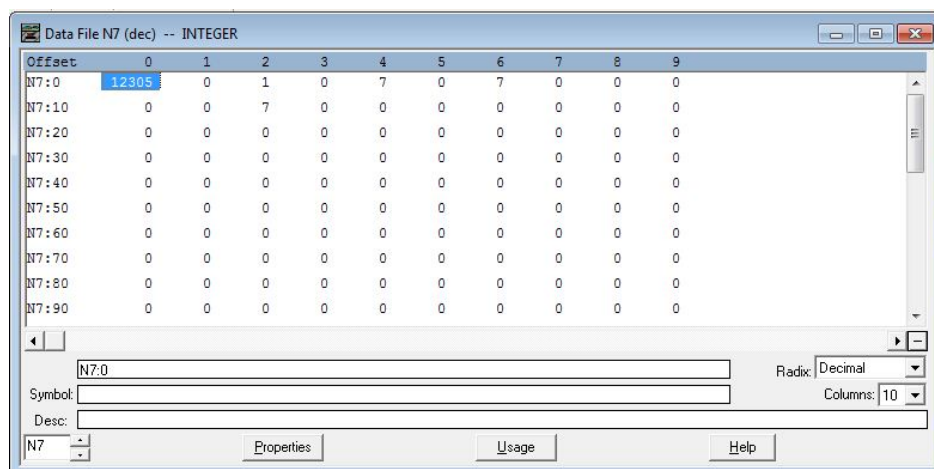 Data File N7 (dec) -- INTEGER
Offset 0 1 2 3 4 5 6 7 8 9
N7:0 12305 0 1 0 7 0 7 0 0 0
N7:10 0 0 7 0 0 0 0 0 0 0
N7:20 0 0 0 0 0 0 0 0 0 0
N7:30 0 0 0 0 0 0 0 0 0 0
N7:40 0 0 0 0 0 0 0 0 0 0
N7:50 0 0 0 0 0 0 0 0 0 0
N7:60 0 0 0 0 0 0 0 0 0 0
N7:70 0 0 0 0 0 0 0 0 0 0
N7:80 0 0 0 0 0 0 0 0 0 0
N7:90 0 0 0 0 0 0 0 0 0 0
N7:0 Radix: Decimal
Symbol: Columns: 10
Desc:
N7 Properties Usage Help